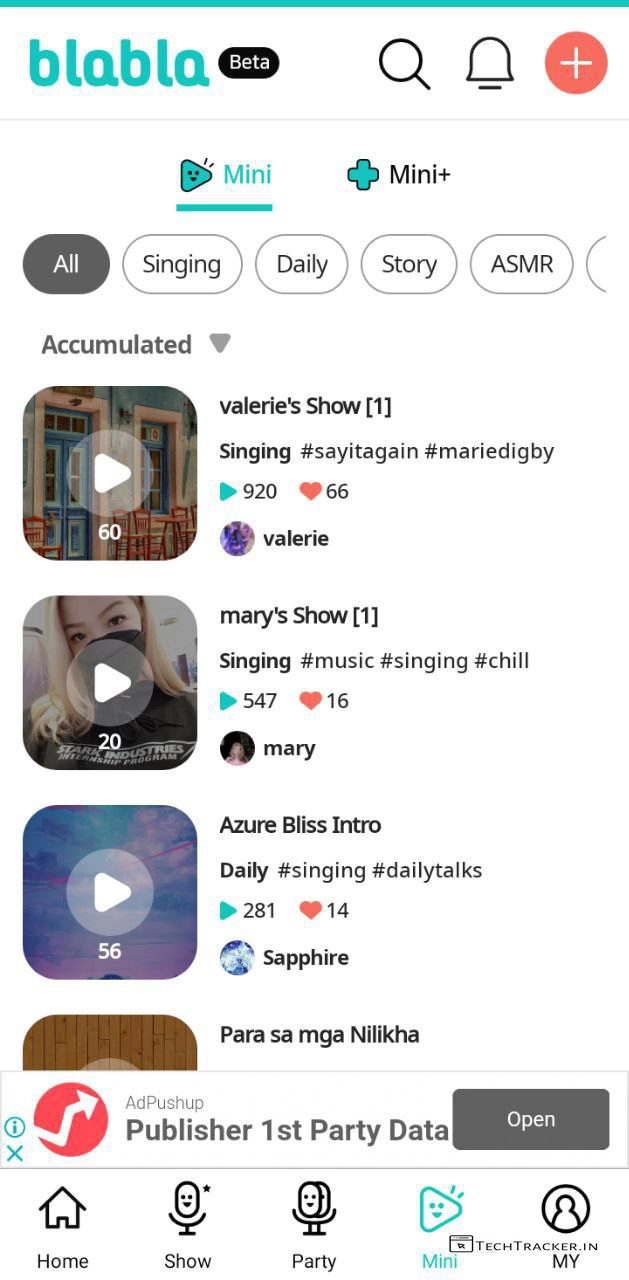 blabla Beta
Mini Mini+
All Singing Daily Story ASMR
Accumulated
valerie's Show [1]
Singing #sayitagain #mariedigby
920 66
60
valerie
mary's Show [1]
Singing #music #singing #chill
547 16
20
STARK INDUSTRIES
INTERNSHIP PROGRAM
mary
Azure Bliss Intro
Daily #singing #dailytalks
281 14
56
Sapphire
Para sa mga Nilikha
AdPushup
Publisher 1st Party Data
Open
TECHTRACKER.IN
Home Show Party Mini MY